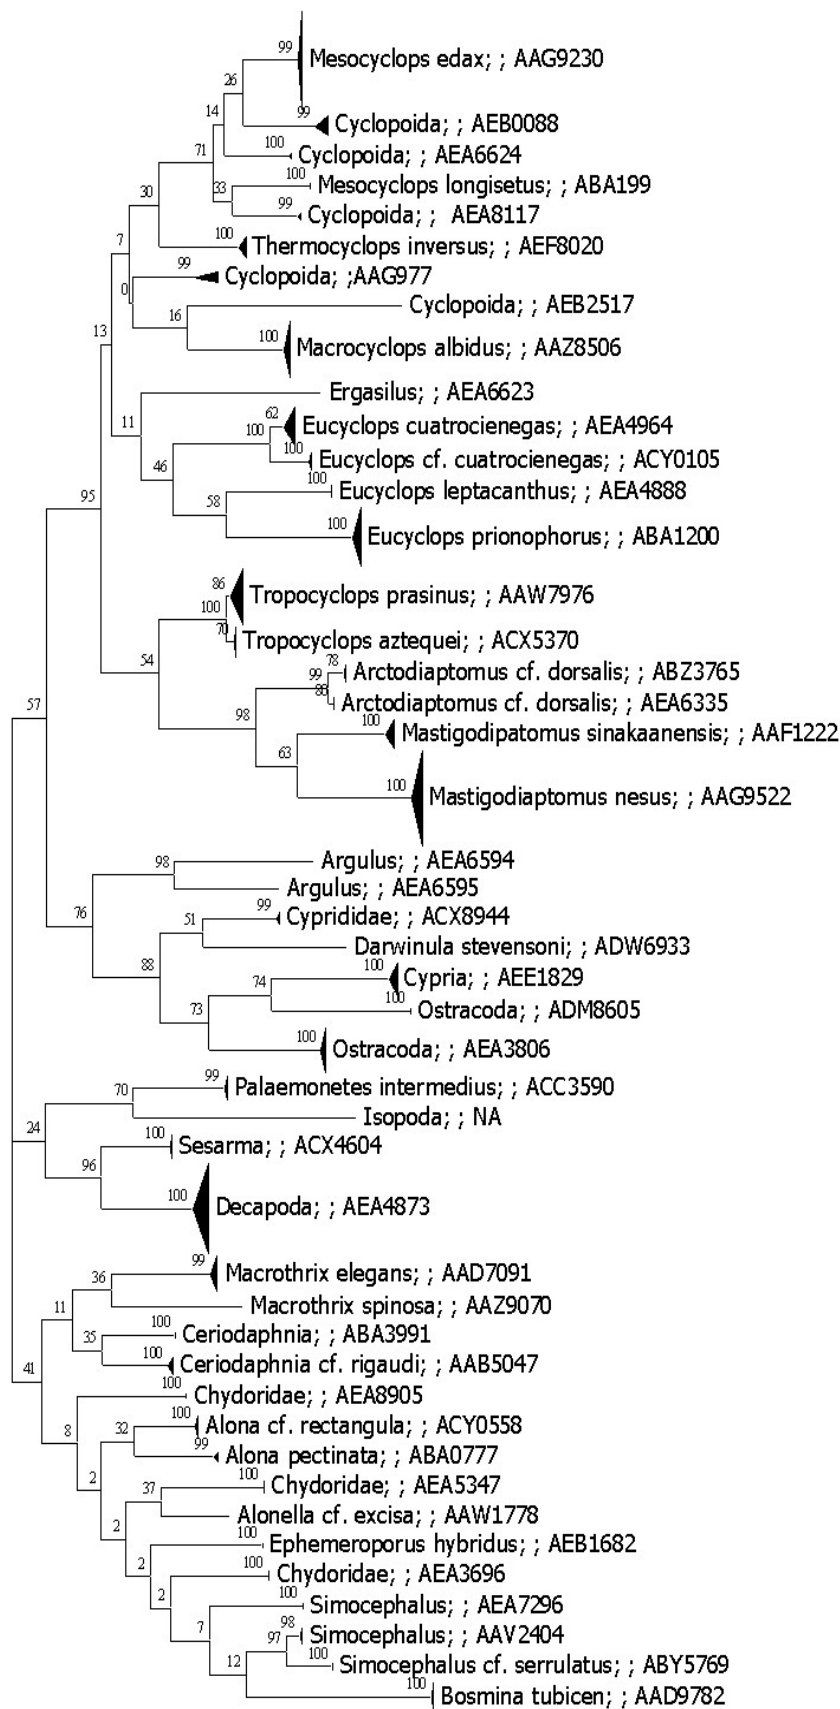 99
Mesocyclops edax; ; AAG9230
26
99
Cyclopoida; ; AEB0088
14
100
Cyclopoida; ; AEA6624
71
100
Mesocyclops longisetus; ; ABA199
33
30
99
Cyclopoida; ; AEA8117
100
Thermocyclops inversus; ; AEF8020
7
99
Cyclopoida; ;AAG977
0
Cyclopoida; ; AEB2517
16
13
100
Macrocyclops albidus; ; AAZ8506
Ergasilus; ; AEA6623
62
11
100
Eucyclops cuatrocienegas; ; AEA4964
100
Eucyclops cf. cuatrocienegas; ; ACY0105
46
100
Eucyclops leptacanthus; ; AEA4888
95
58
100
Eucyclops prionophorus; ; ABA1200
86
Tropocyclops prasinus; ; AAW7976
100
70
Tropocyclops aztequei; ; ACX5370
54
78
Arctodiaptomus cf. dorsalis; ; ABZ3765
99
88
Arctodiaptomus cf. dorsalis; ; AEA6335
57
98
100
Mastigodipatomus sinakaanensis; ; AAF1222
63
100
Mastigodiaptomus nesus; ; AAG9522
98
Argulus; ; AEA6594
Argulus; ; AEA6595
76
99
Cyprididae; ; ACX8944
51
Darwinula stevensoni; ; ADW6933
88
100
Cypria; ; AEE1829
74
100
Ostracoda; ; ADM8605
73
100
Ostracoda; ; AEA3806
99
Palaemonetes intermedius; ; ACC3590
70
Isopoda; ; NA
24
100
Sesarma; ; ACX4604
96
100
Decapoda; ; AEA4873
99
Macrothrix elegans; ; AAD7091
36
Macrothrix spinosa; ; AAZ9070
11
100
Ceriodaphnia; ; ABA3991
35
100
Ceriodaphnia cf. rigaudi; ; AAB5047
41
100
Chydoridae; ; AEA8905
100
Alona cf. rectangula; ; ACY0558
8
32
99
Alona pectinata; ; ABA0777
2
100
Chydoridae; ; AEA5347
37
Alonella cf. excisa; ; AAW1778
2
100
Ephemeroporus hybridus; ; AEB1682
2
100
Chydoridae; ; AEA3696
2
100
Simocephalus; ; AEA7296
7
98
Simocephalus; ; AAV2404
97
100
Simocephalus cf. serrulatus; ; ABY5769
12
100
Bosmina tubicen; ; AAD9782